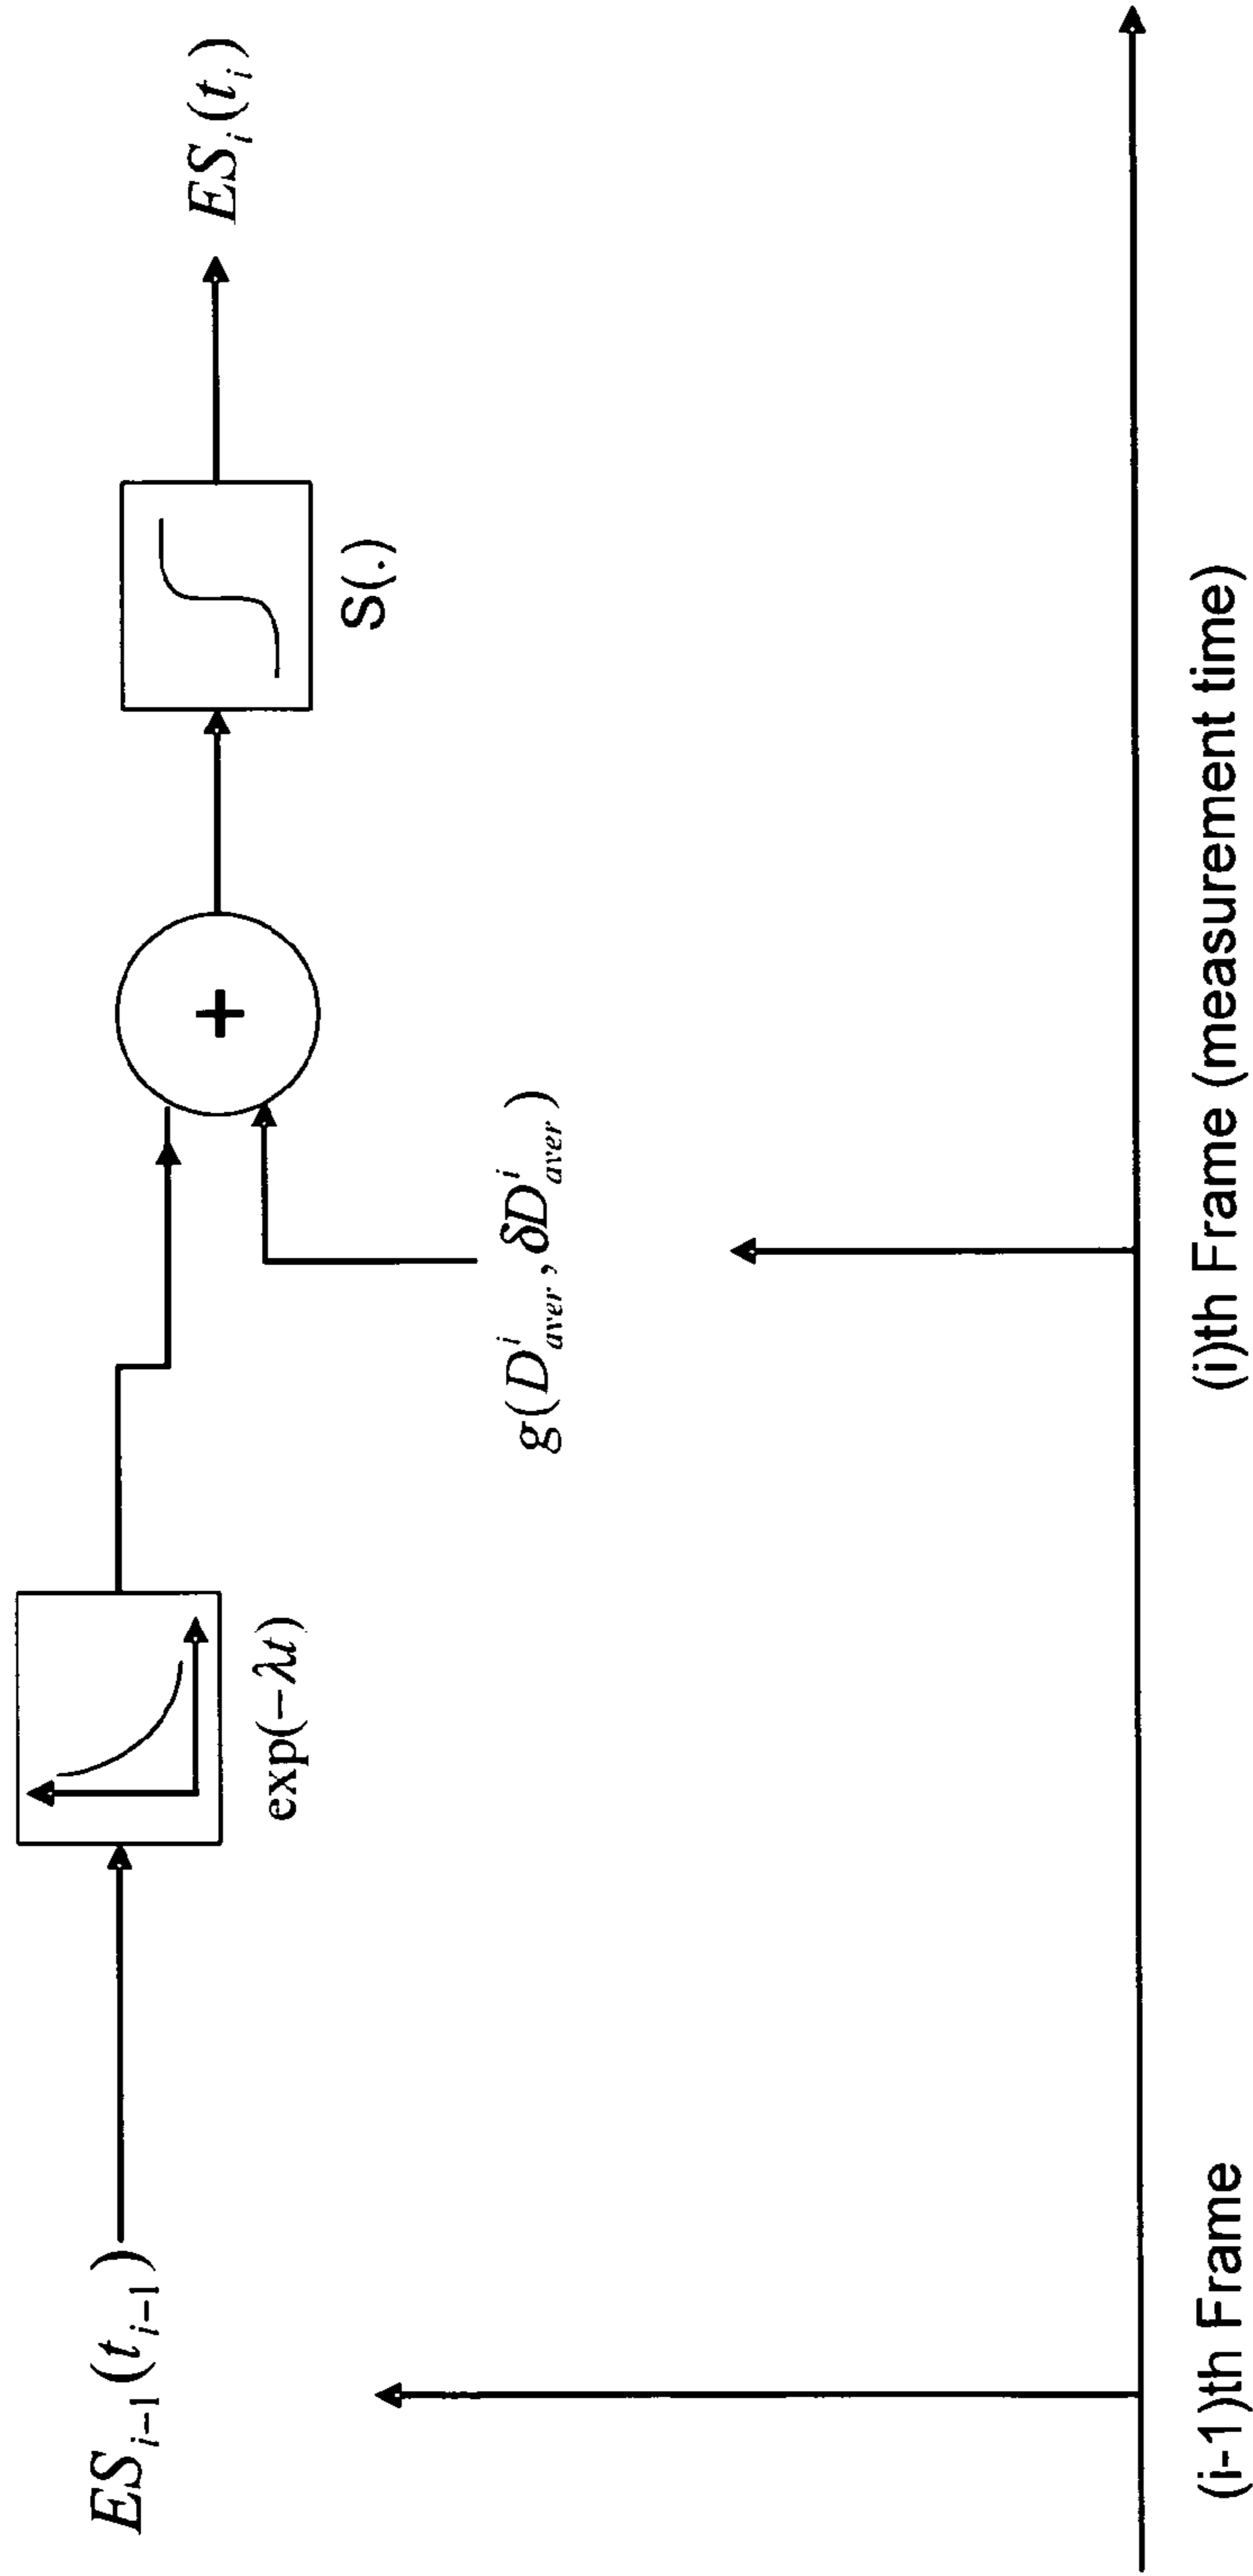 ES_{i-1}(t_{i-1})
exp(−λt)
g(D^i_{aver}, δD^i_{aver})
+
S(.)
ES_i(t_i)
(i-1)th Frame
(i)th Frame (measurement time)